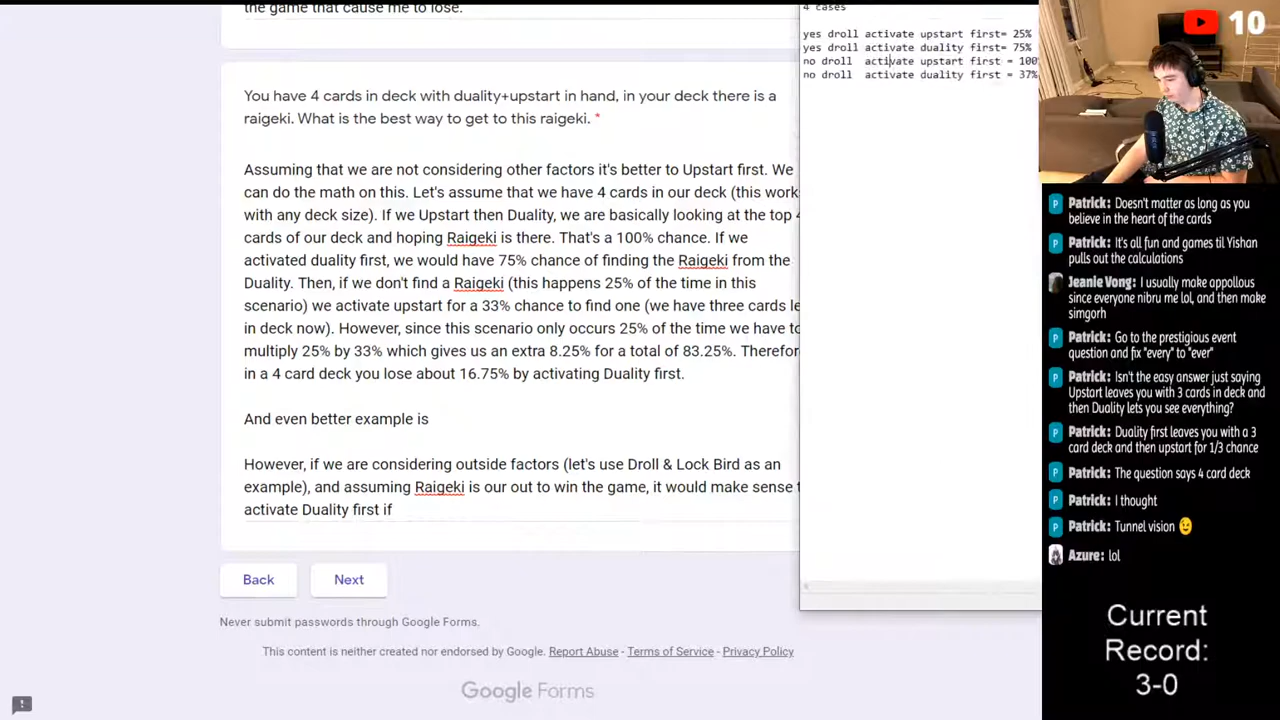 the game that cause me to lose.
You have 4 cards in deck with duality+upstart in hand, in your deck there is a
raigeki. What is the best way to get to this raigeki. *
Assuming that we are not considering other factors it's better to Upstart first. We
can do the math on this. Let's assume that we have 4 cards in our deck (this work
with any deck size). If we Upstart then Duality, we are basically looking at the top 4
cards of our deck and hoping Raigeki is there. That's a 100% chance. If we
activated duality first, we would have 75% chance of finding the Raigeki from the
Duality. Then, if we don't find a Raigeki (this happens 25% of the time in this
scenario) we activate upstart for a 33% chance to find one (we have three cards le
in deck now). However, since this scenario only occurs 25% of the time we have to
multiply 25% by 33% which gives us an extra 8.25% for a total of 83.25%. Therefor
in a 4 card deck you lose about 16.75% by activating Duality first.
And even better example is
However, if we are considering outside factors (let's use Droll & Lock Bird as an
example), and assuming Raigeki is our out to win the game, it would make sense t
activate Duality first if
Back
Next
Never submit passwords through Google Forms.
This content is neither created nor endorsed by Google. Report Abuse - Terms of Service - Privacy Policy
Google Forms
4 cases
yes droll activate upstart first= 25%
yes droll activate duality first= 75%
no droll activate upstart first = 100
no droll activate duality first = 37%
10
Patrick: Doesn't matter as long as you
believe in the heart of the cards
Patrick: It's all fun and games til Yishan
pulls out the calculations
Jeanie Vong: I usually make appollous
since everyone nibru me lol, and then make
simgorh
Patrick: Go to the prestigious event
question and fix "every" to "ever"
Patrick: Isn't the easy answer just saying
Upstart leaves you with 3 cards in deck and
then Duality lets you see everything?
Patrick: Duality first leaves you with a 3
card deck and then upstart for 1/3 chance
Patrick: The question says 4 card deck
Patrick: I thought
Patrick: Tunnel vision 😉
Azure: lol
Current
Record:
3-0